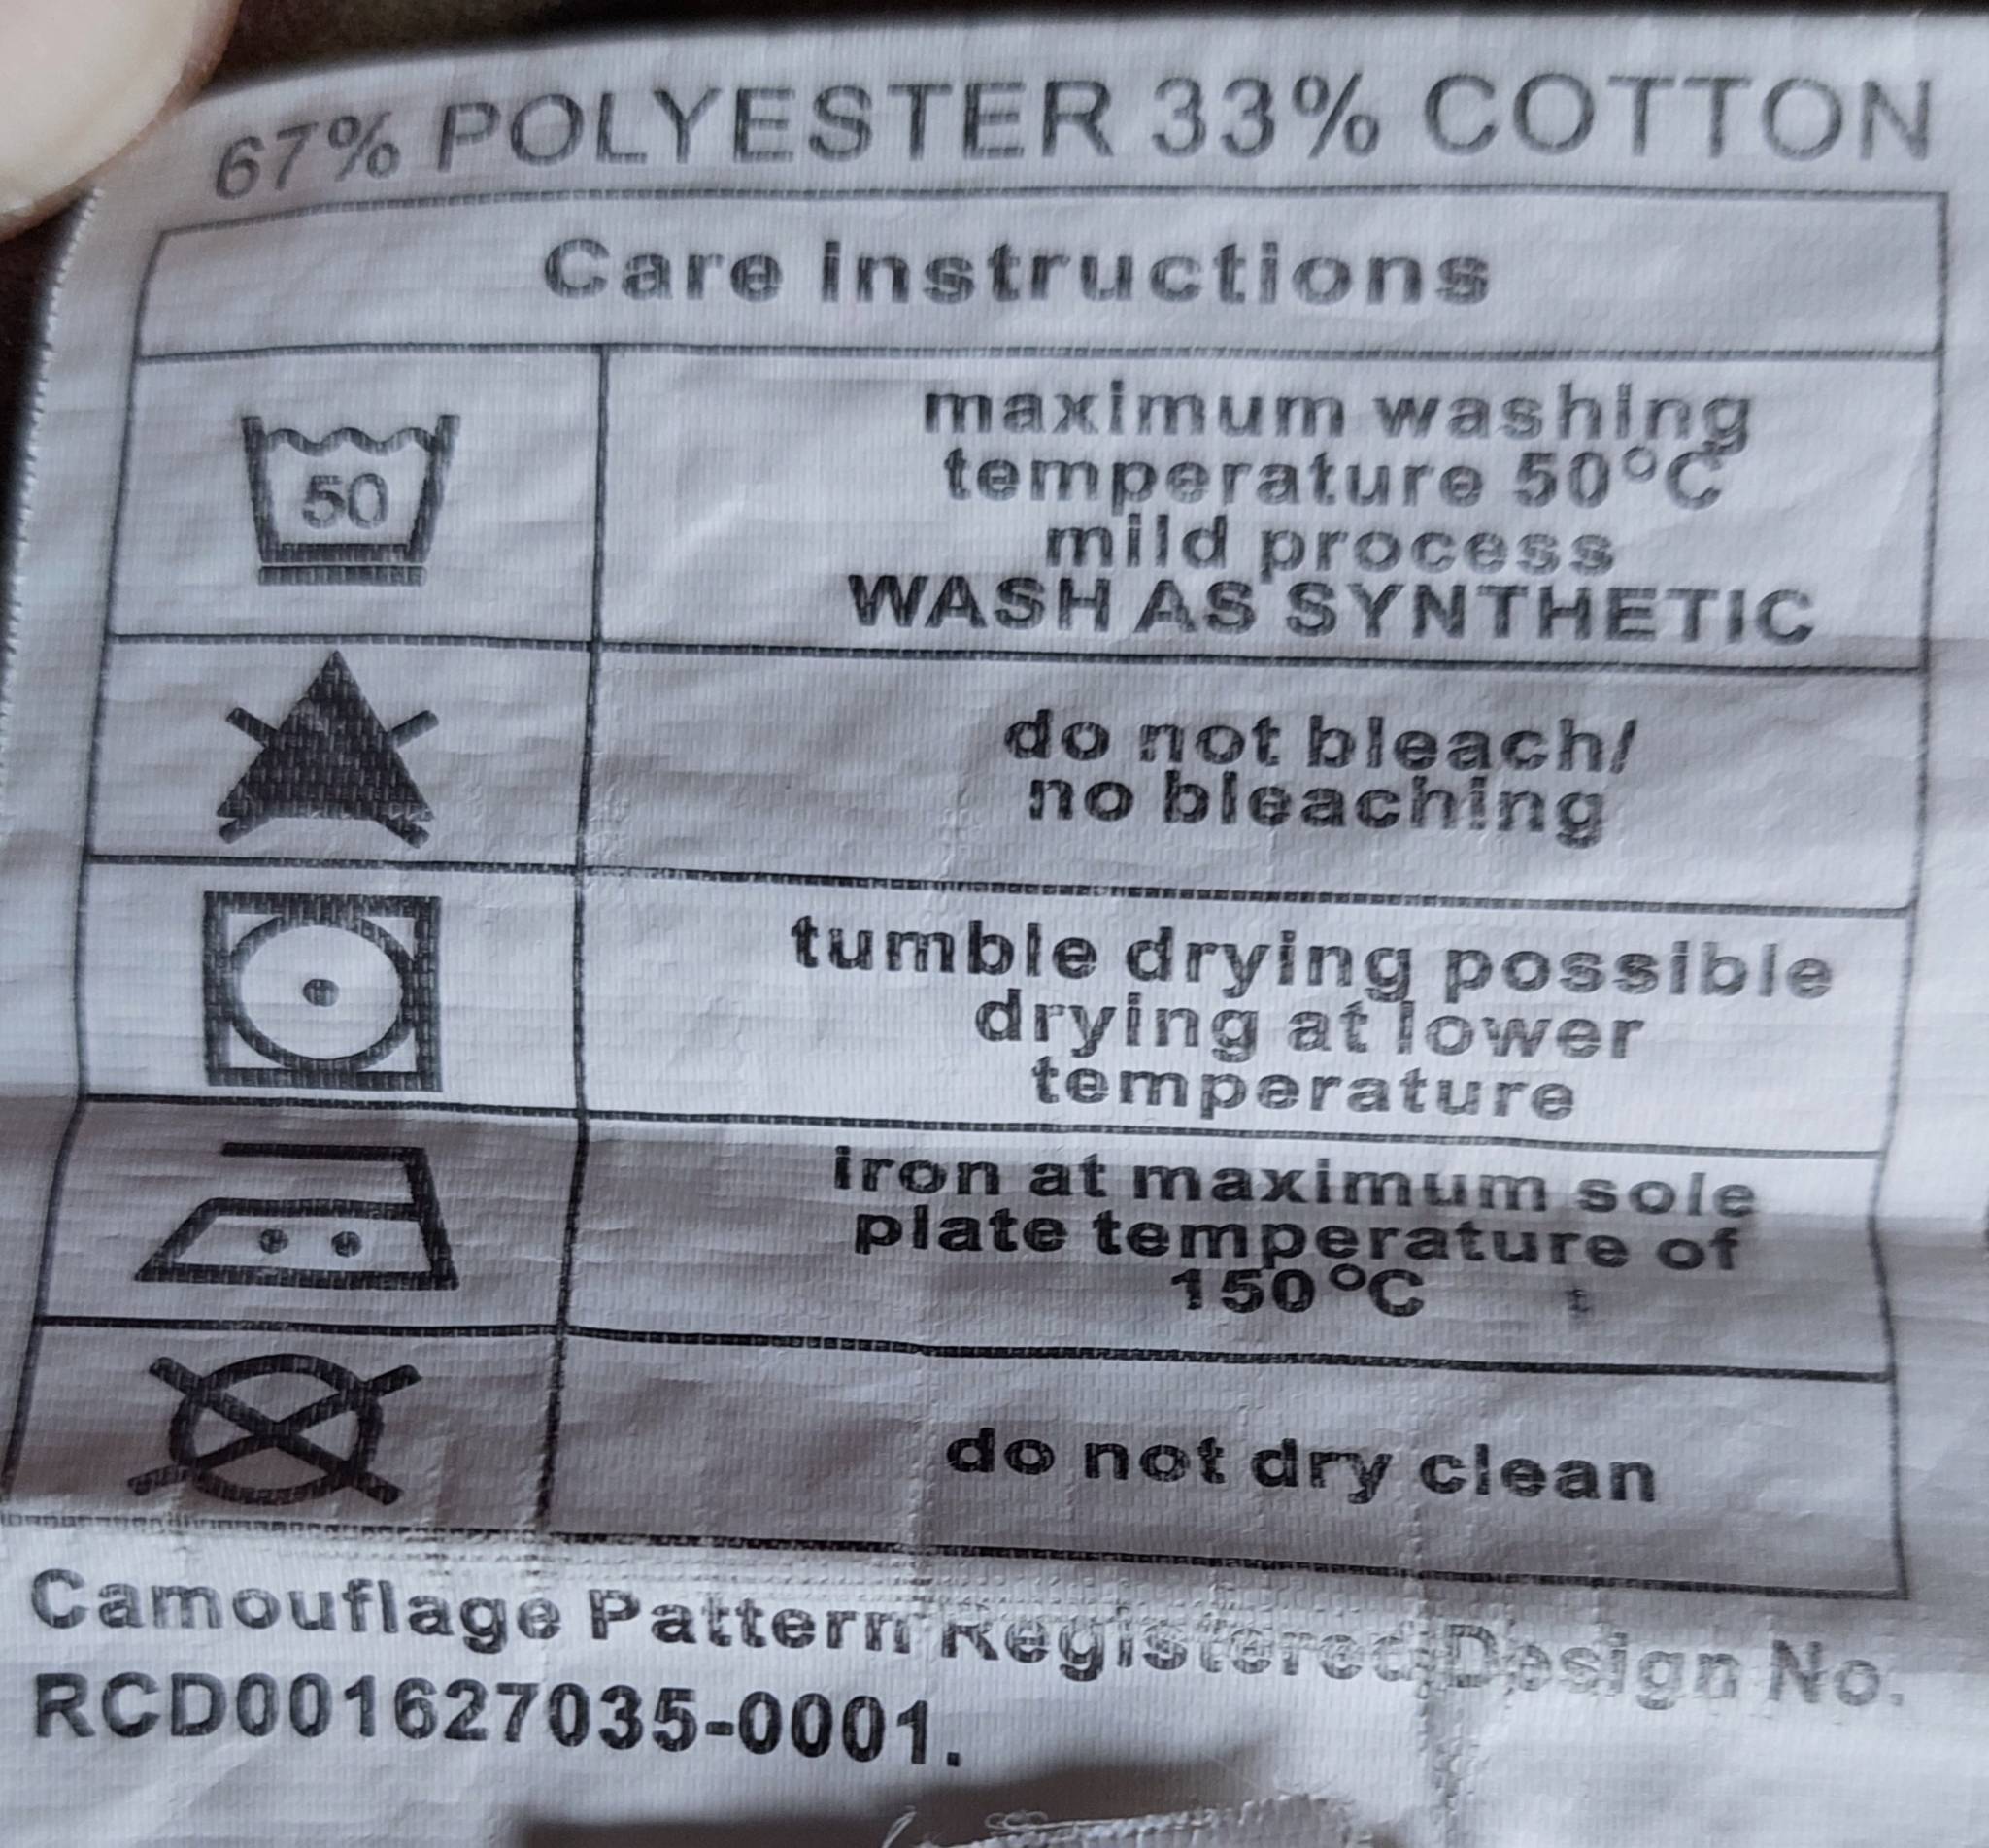 67% POLYESTER 33% COTTON
Care instructions
50
maximum washing
temperature 50°C
mild process
WASH AS SYNTHETIC
do not bleach/
no bleaching
tumble drying possible
drying at lower
temperature
iron at maximum sole
plate temperature of
150°C
do not dry clean
Camouflage Pattern Registered Design No.
RCD001627035-0001.